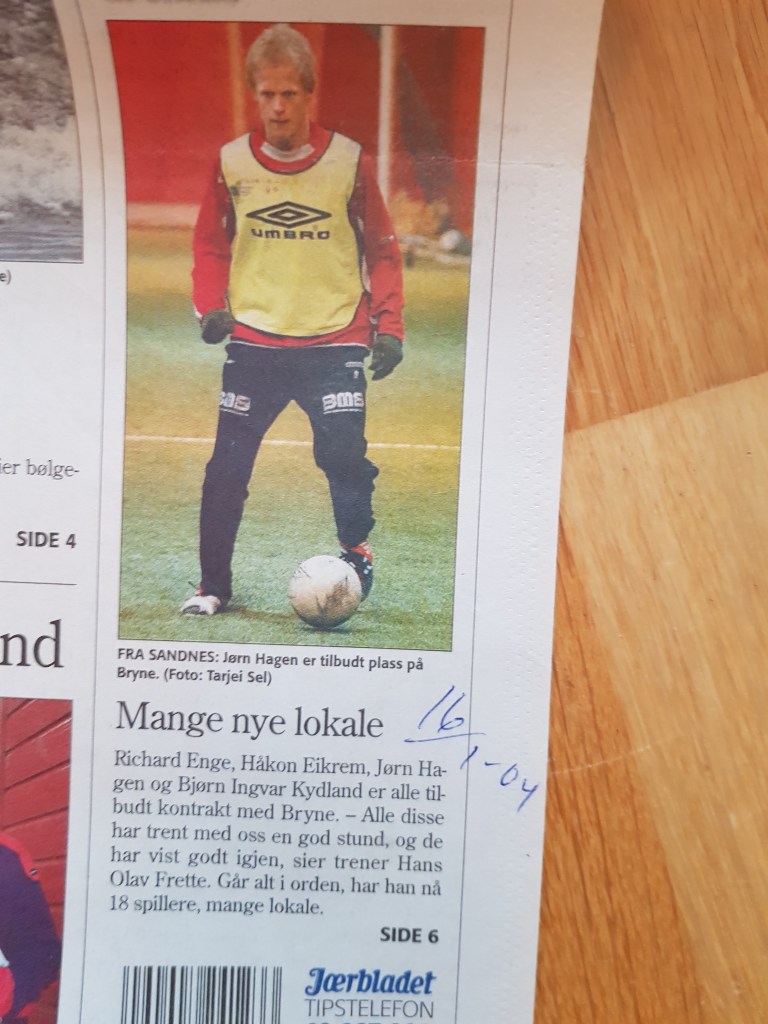 e)
UMBRO
BMS
BMS
er bølge-
SIDE 4
nd
FRA SANDNES: Jørn Hagen er tilbudt plass på
Bryne. (Foto: Tarjei Sel)
Mange nye lokale
16/1-04
Richard Enge, Håkon Eikrem, Jørn Ha-
gen og Bjørn Ingvar Kydland er alle til-
budt kontrakt med Bryne. – Alle disse
har trent med oss en god stund, og de
har vist godt igjen, sier trener Hans
Olav Frette. Går alt i orden, har han nå
18 spillere, mange lokale.
SIDE 6
Jærbladet
TIPSTELEFON